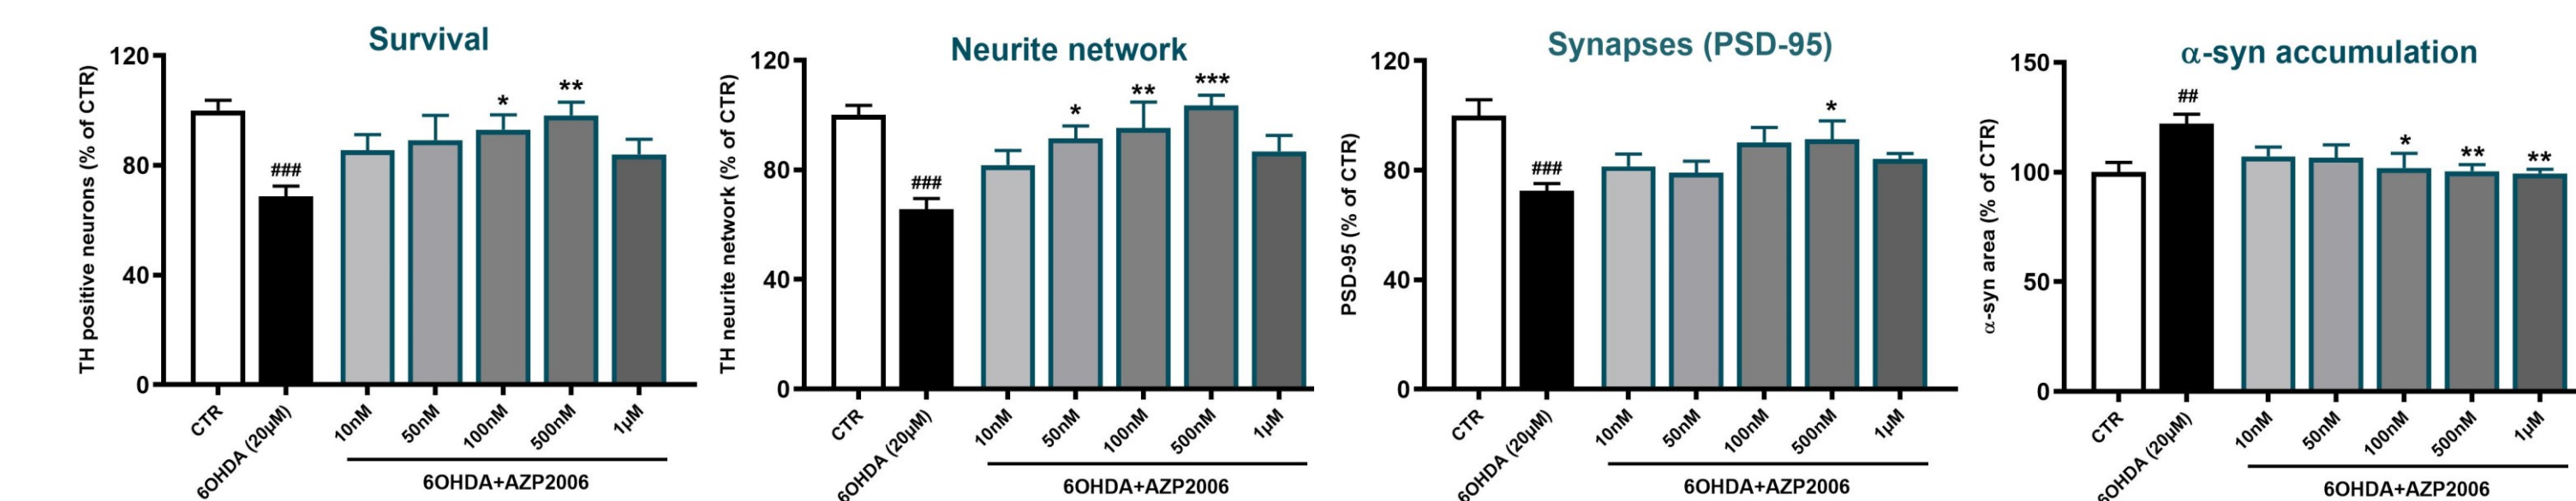 Survival
TH positive neurons (% of CTR)
120
80
40
0
###
*
**
CTR
6OHDA (20µM)
10nM
50nM
100nM
500nM
1µM
6OHDA+AZP2006
Neurite network
TH neurite network (% of CTR)
120
80
40
0
###
*
**
***
CTR
6OHDA (20µM)
10nM
50nM
100nM
500nM
1µM
6OHDA+AZP2006
Synapses (PSD-95)
PSD-95 (% of CTR)
120
80
40
0
###
*
CTR
6OHDA (20µM)
10nM
50nM
100nM
500nM
1µM
6OHDA+AZP2006
α-syn accumulation
α-syn area (% of CTR)
150
100
50
0
##
*
**
**
CTR
6OHDA (20µM)
10nM
50nM
100nM
500nM
1µM
6OHDA+AZP2006